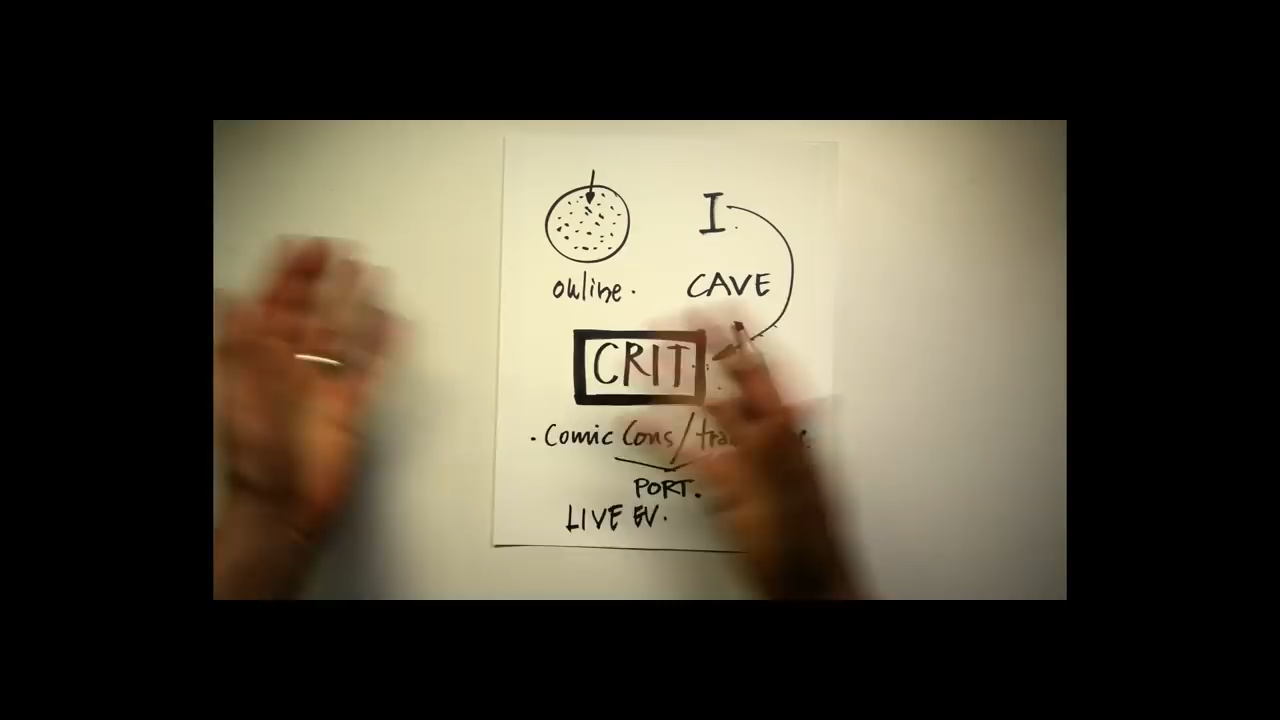 I.
online.
CAVE
CRIT
. Comic Cons/
PORT.
LIVE EV.